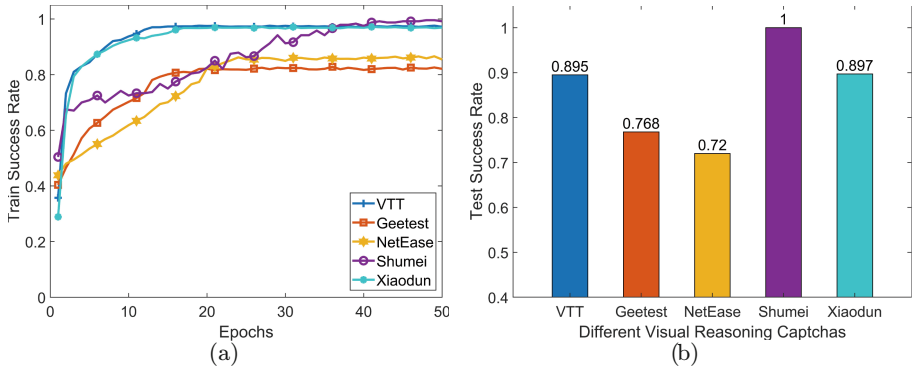 Train Success Rate
1
0.8
0.6
0.4
0.2
0
0 10 20 30 40 50
Epochs
VTT
Geetest
NetEase
Shumei
Xiaodun
(a)
Test Success Rate
1
0.9
0.8
0.7
0.6
0.5
0.4
0.895
0.768
0.72
1
0.897
VTT Geetest NetEase Shumei Xiaodun
Different Visual Reasoning Captchas
(b)